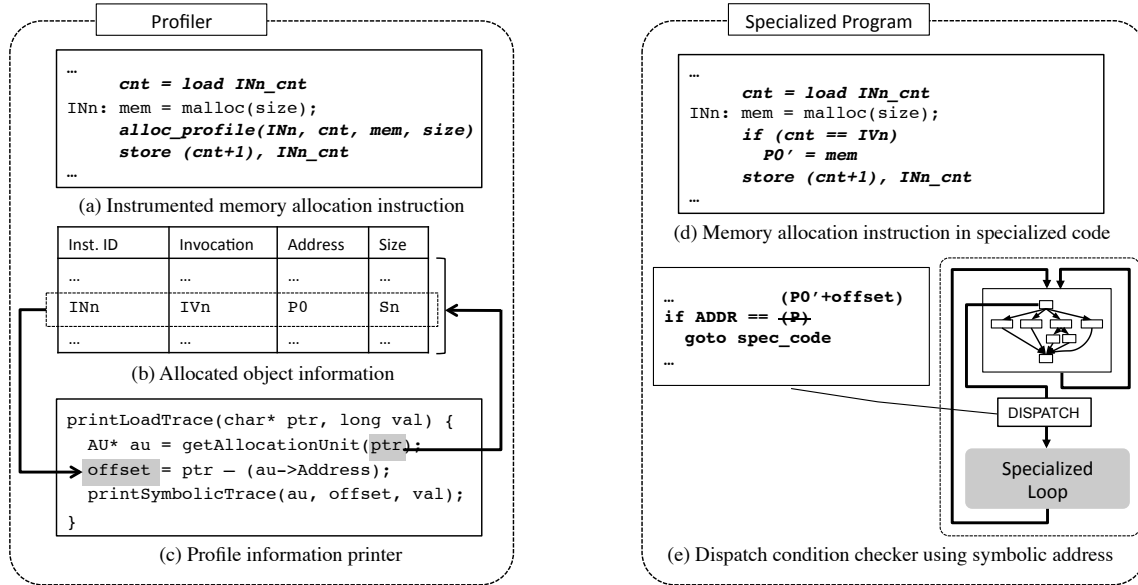 Profiler
…
cnt = load INn_cnt
INn: mem = malloc(size);
alloc_profile(INn, cnt, mem, size)
store (cnt+1), INn_cnt
…
(a) Instrumented memory allocation instruction
Inst. ID Invocation Address Size
… … … …
INn IVn P0 Sn
… … … …
(b) Allocated object information
printLoadTrace(char* ptr, long val) {
AU* au = getAllocationUnit(ptr);
offset = ptr – (au->Address);
printSymbolicTrace(au, offset, val);
}
(c) Profile information printer
Specialized Program
…
cnt = load INn_cnt
INn: mem = malloc(size);
if (cnt == IVn)
P0’ = mem
store (cnt+1), INn_cnt
…
(d) Memory allocation instruction in specialized code
… (P0’+offset)
if ADDR == (P)
goto spec_code
…
DISPATCH
Specialized
Loop
(e) Dispatch condition checker using symbolic address